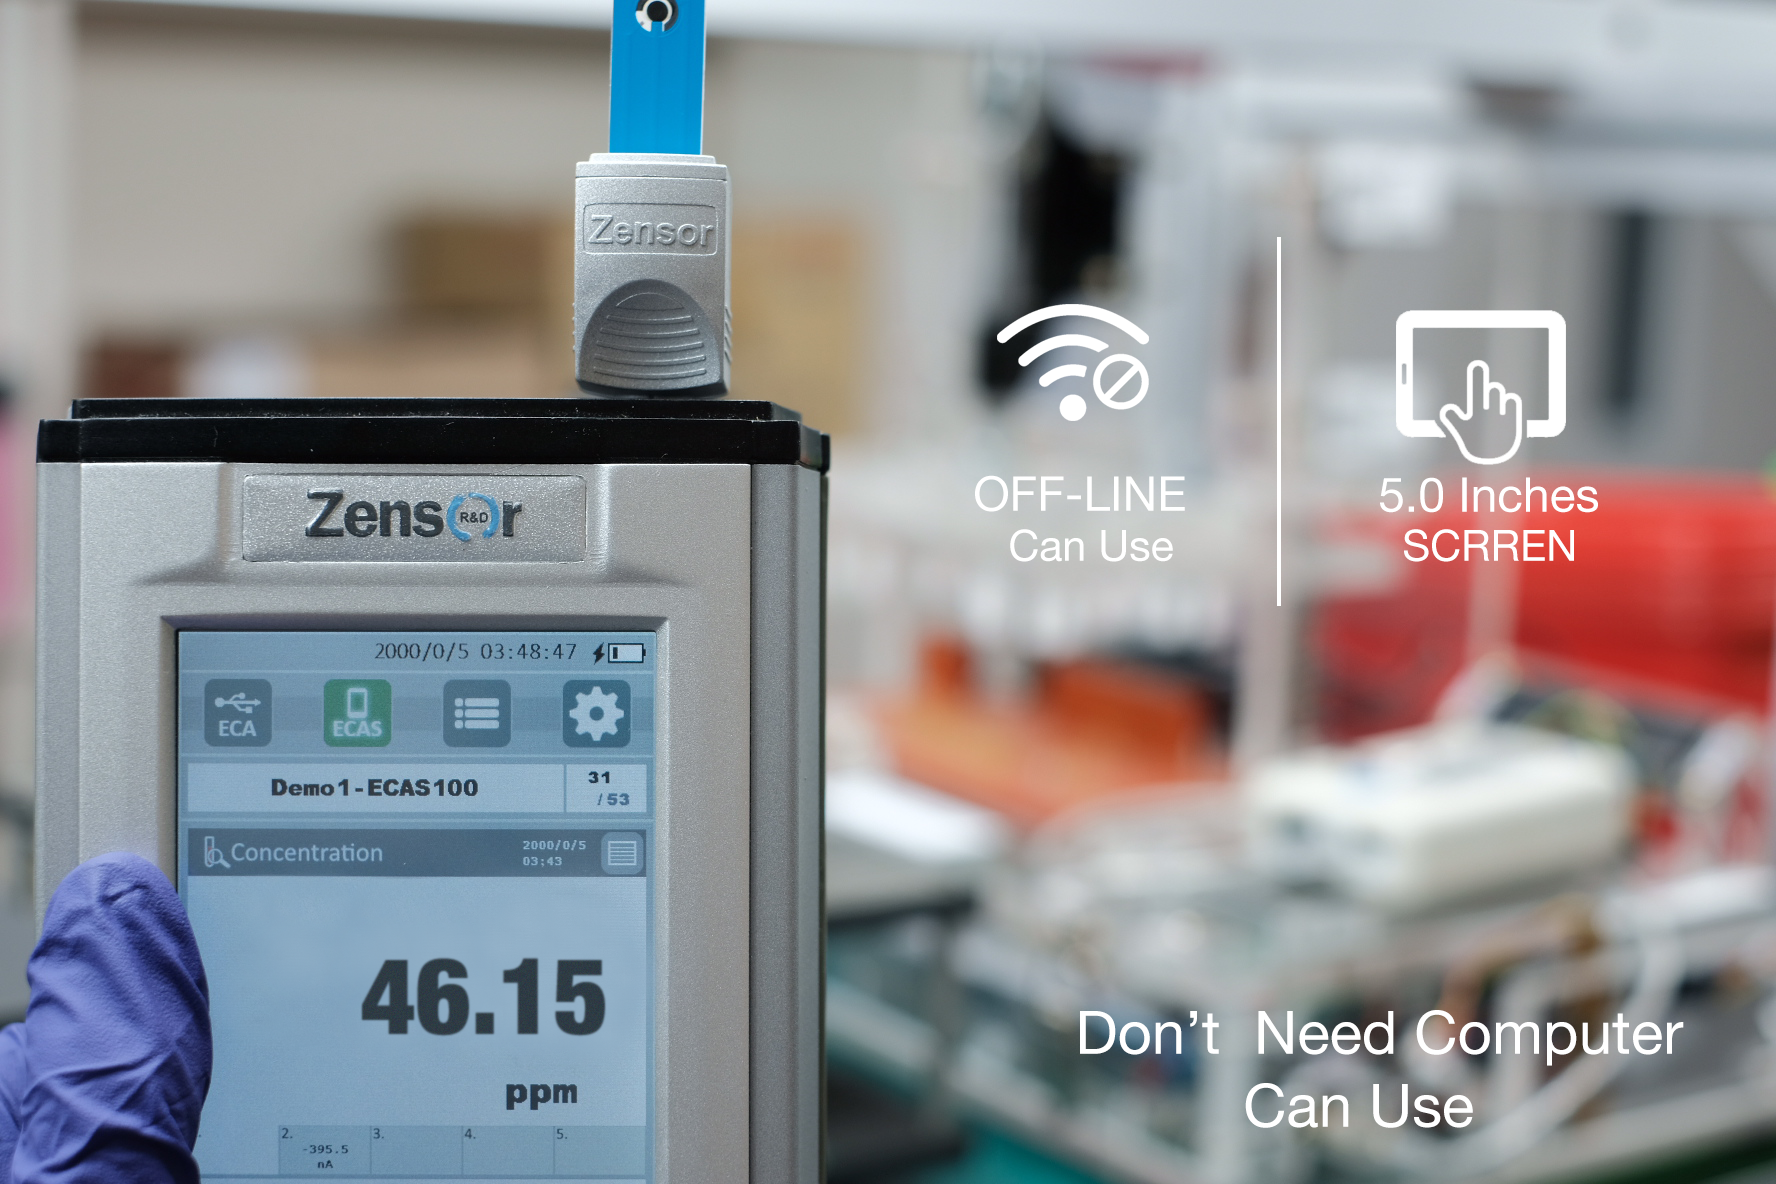 Zensor
Zensor
R&D
2000/0/5 03:48:47
ECA
ECAS
Demo1-ECAS100
31
/53
Concentration
2000/0/5
03:43
46.15
ppm
2.
3.
4.
5.
-395.5
nA
OFF-LINE
Can Use
5.0 Inches
SCRREN
Don’t Need Computer
Can Use